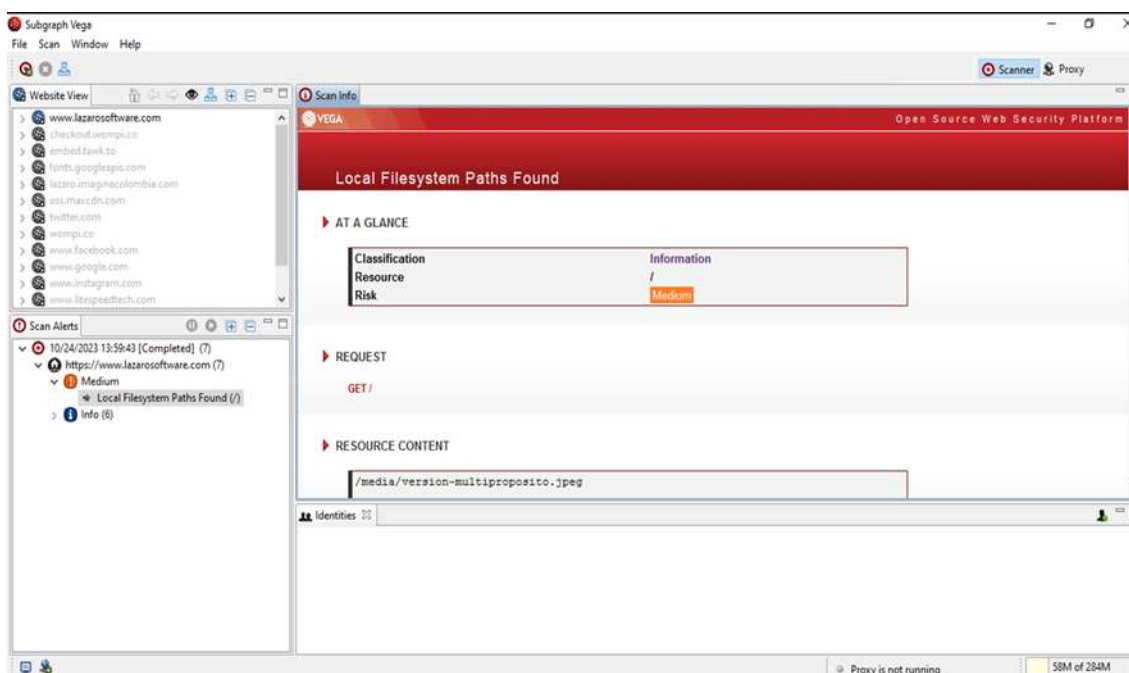 Subgraph Vega
File Scan Window Help
Scanner Proxy
Website View
www.lazarosoftware.com
checkout.wompi.co
embed.tawk.to
fonts.googleapis.com
lazaro.imaginacolombia.com
oss.maxcdn.com
twitter.com
wompi.co
www.facebook.com
www.google.com
www.instagram.com
www.litespeedtech.com
Scan Alerts
10/24/2023 13:59:43 [Completed] (7)
https://www.lazarosoftware.com (7)
Medium
Local Filesystem Paths Found (/)
Info (6)
Scan Info
VEGA Open Source Web Security Platform
Local Filesystem Paths Found
AT A GLANCE
Classification Information
Resource /
Risk Medium
REQUEST
GET /
RESOURCE CONTENT
/media/version-multiproposito.jpeg
Identities
Proxy is not running 58M of 284M